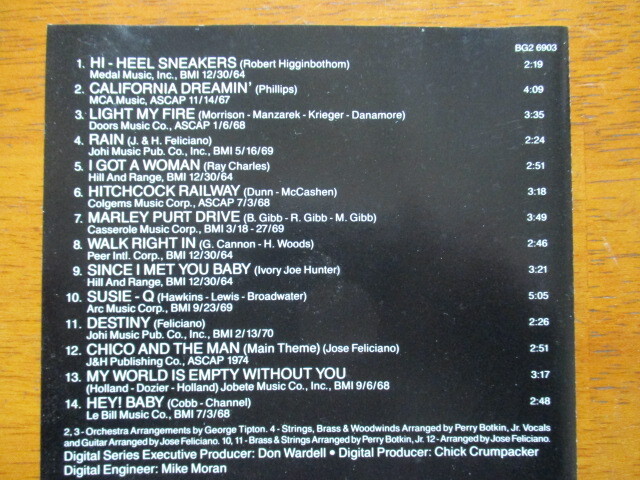 BG2 6903
1. HI - HEEL SNEAKERS (Robert Higginbothom) 2:19
Medal Music, Inc., BMI 12/30/64
2. CALIFORNIA DREAMIN' (Phillips) 4:09
MCA Music, ASCAP 11/14/67
3. LIGHT MY FIRE (Morrison - Manzarek - Krieger - Danamore) 3:35
Doors Music Co., ASCAP 1/6/68
4. RAIN (J. & H. Feliciano) 2:24
Johi Music Pub. Co., Inc., BMI 5/16/69
5. I GOT A WOMAN (Ray Charles) 2:51
Hill And Range, BMI 12/30/64
6. HITCHCOCK RAILWAY (Dunn - McCashen) 3:18
Colgems Music Corp., ASCAP 7/3/68
7. MARLEY PURT DRIVE (B. Gibb - R. Gibb - M. Gibb) 3:49
Casserole Music Corp., BMI 3/18 - 27/69
8. WALK RIGHT IN (G. Cannon - H. Woods) 2:46
Peer Intl. Corp., BMI 12/30/64
9. SINCE I MET YOU BABY (Ivory Joe Hunter) 3:21
Hill And Range, BMI 12/30/64
10. SUSIE - Q (Hawkins - Lewis - Broadwater) 5:05
Arc Music Corp., BMI 9/23/69
11. DESTINY (Feliciano) 2:26
Johi Music Pub. Co., Inc., BMI 2/13/70
12. CHICO AND THE MAN (Main Theme) (Jose Feliciano) 2:51
J&H Publishing Co., ASCAP 1974
13. MY WORLD IS EMPTY WITHOUT YOU 3:17
(Holland - Dozier - Holland) Jobete Music Co., Inc., BMI 9/6/68
14. HEY! BABY (Cobb - Channel) 2:48
Le Bill Music Co., BMI 7/3/68
2, 3 - Orchestra Arrangements by George Tipton. 4 - Strings, Brass & Woodwinds Arranged by Perry Botkin, Jr. Vocals
and Guitar Arranged by Jose Feliciano. 10, 11 - Brass & Strings Arranged by Perry Botkin, Jr. 12 - Arranged by Jose Feliciano.
Digital Series Executive Producer: Don Wardell • Digital Producer: Chick Crumpacker
Digital Engineer: Mike Moran